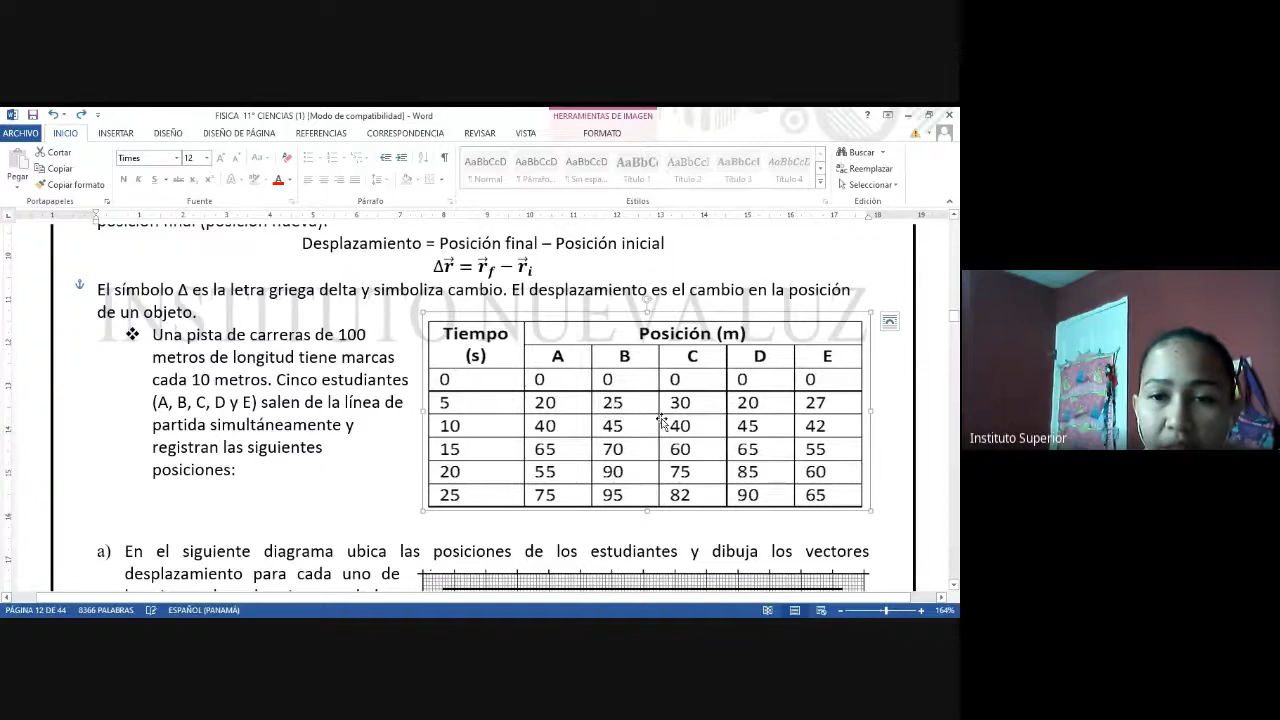 FISICA 11° CIENCIAS (1) [Modo de compatibilidad] - Word
HERRAMIENTAS DE IMAGEN
ARCHIVO INICIO INSERTAR DISEÑO DISEÑO DE PÁGINA REFERENCIAS CORRESPONDENCIA REVISAR VISTA FORMATO
Cortar
Copiar
Copiar formato
Pegar
Portapapeles
Times 12
N K S abc
Fuente
Párrafo
AaBbCcD AaBbCcD AaBbCcD AaBbC AaBbCcD AaBbCcD AaBbCcE
¶ Normal ¶ Párrafo... ¶ Sin espa... Título 1 Título 2 Título 3 Título 4
Estilos
Buscar
Reemplazar
Seleccionar
Edición
posición final (posición nueva).
Desplazamiento = Posición final – Posición inicial
Δr⃗ = r⃗f − r⃗i
El símbolo Δ es la letra griega delta y simboliza cambio. El desplazamiento es el cambio en la posición
de un objeto.
INSTITUTO NUEVA LUZ
❖ Una pista de carreras de 100
metros de longitud tiene marcas
cada 10 metros. Cinco estudiantes
(A, B, C, D y E) salen de la línea de
partida simultáneamente y
registran las siguientes
posiciones:
Tiempo (s) Posición (m)
A B C D E
0 0 0 0 0 0
5 20 25 30 20 27
10 40 45 40 45 42
15 65 70 60 65 55
20 55 90 75 85 60
25 75 95 82 90 65
a) En el siguiente diagrama ubica las posiciones de los estudiantes y dibuja los vectores
desplazamiento para cada uno de
PÁGINA 12 DE 44 8366 PALABRAS ESPAÑOL (PANAMÁ) 164%
Instituto Superior